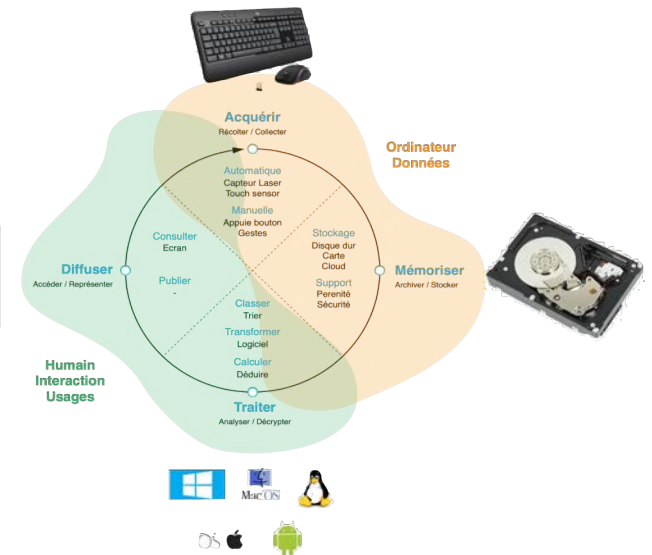 Acquérir
Récolter / Collecter
Ordinateur
Données
Automatique
Capteur Laser
Touch sensor
Manuelle
Appuie bouton
Gestes
Consulter
Ecran
Publier
-
Stockage
Disque dur
Carte
Cloud
Support
Perenité
Sécurité
Diffuser
Accéder / Représenter
Mémoriser
Archiver / Stocker
Classer
Trier
Transformer
Logiciel
Calculer
Déduire
Humain
Interaction
Usages
Traiter
Analyser / Décrypter
MacOS